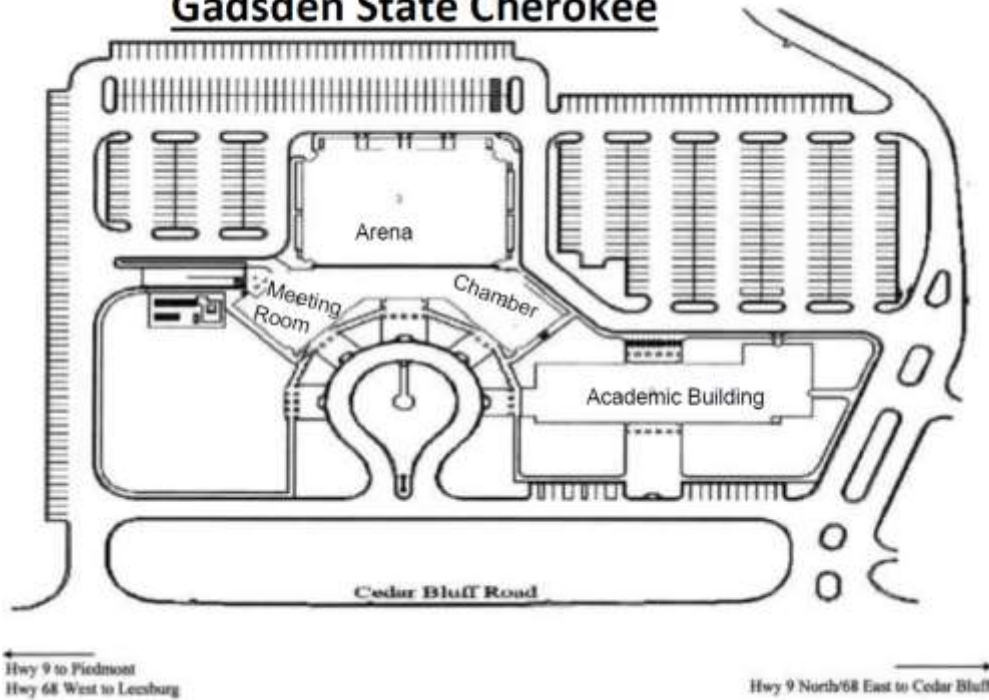 Gadsden State Cherokee
3
Arena
Meeting
Room
Chamber
Academic Building
Cedar Bluff Road
Hwy 9 to Piedmont
Hwy 68 West to Leesburg
Hwy 9 North/68 East to Cedar Bluff